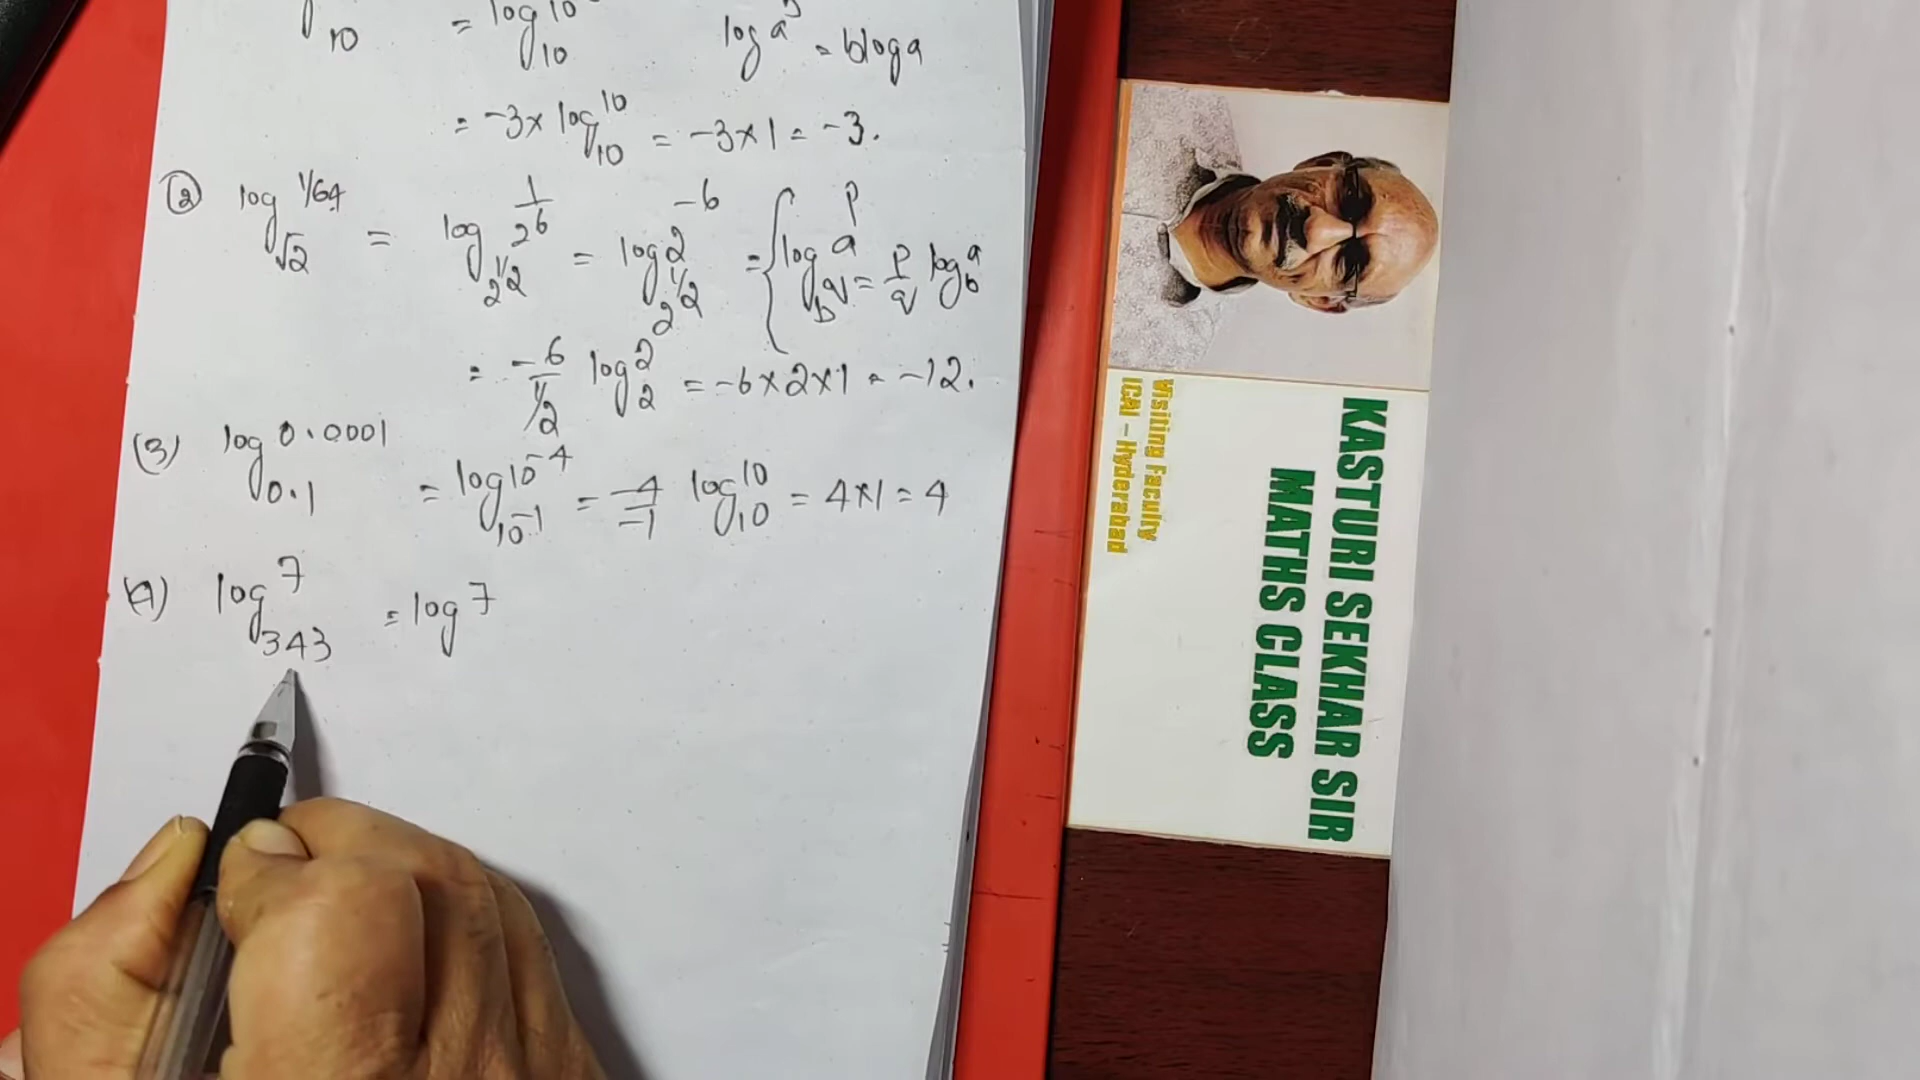 10 = log 10 10 log a = b log a
= -3 × log 10 10 = -3 × 1 = -3.
(2) log 1/64 √2 = log 1/2^6 2^1/2 = log 2^-6 2^1/2 = { log a^p b^q = p/q log a b
= -6/1/2 log 2 2 = -6 × 2 × 1 = -12.
(3) log 0.0001 0.1
= log 10^-4 10^-1 = -4/-1 log 10 10 = 4 × 1 = 4
(4) log 7 343 = log 7
KASTURI SEKHAR SIR
MATHS CLASS
Visiting Faculty
ICAI – Hyderabad